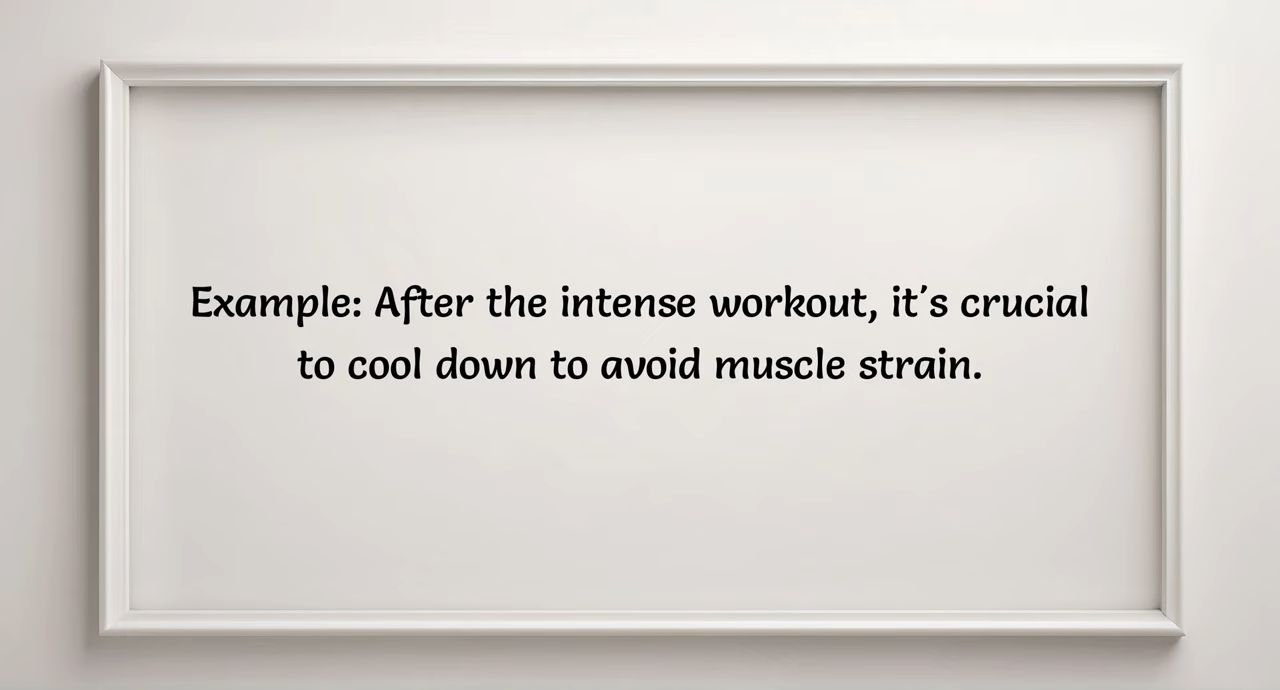 Example: After the intense workout, it's crucial
to cool down to avoid muscle strain.